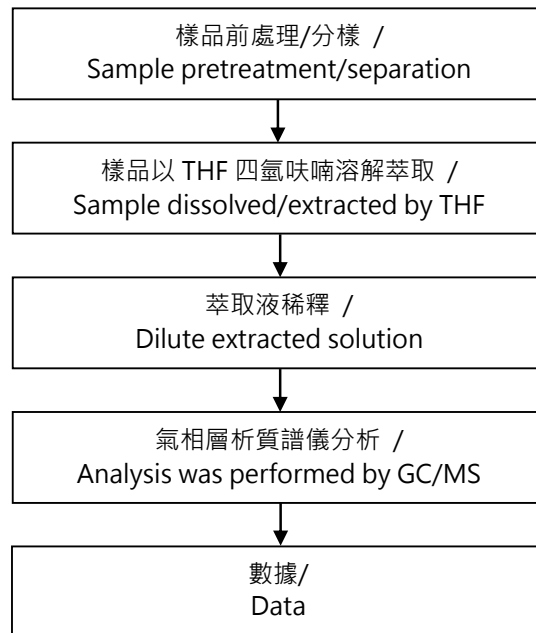 樣品前處理/分樣 /
Sample pretreatment/separation
樣品以 THF 四氫呋喃溶解萃取 /
Sample dissolved/extracted by THF
萃取液稀釋 /
Dilute extracted solution
氣相層析質譜儀分析 /
Analysis was performed by GC/MS
數據/
Data